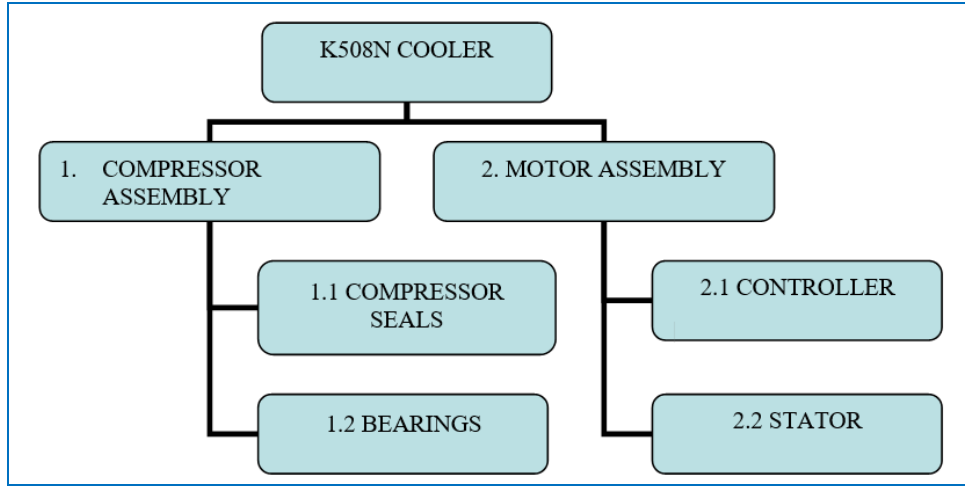 K508N COOLER
1. COMPRESSOR
ASSEMBLY
2. MOTOR ASSEMBLY
1.1 COMPRESSOR
SEALS
2.1 CONTROLLER
1.2 BEARINGS
2.2 STATOR